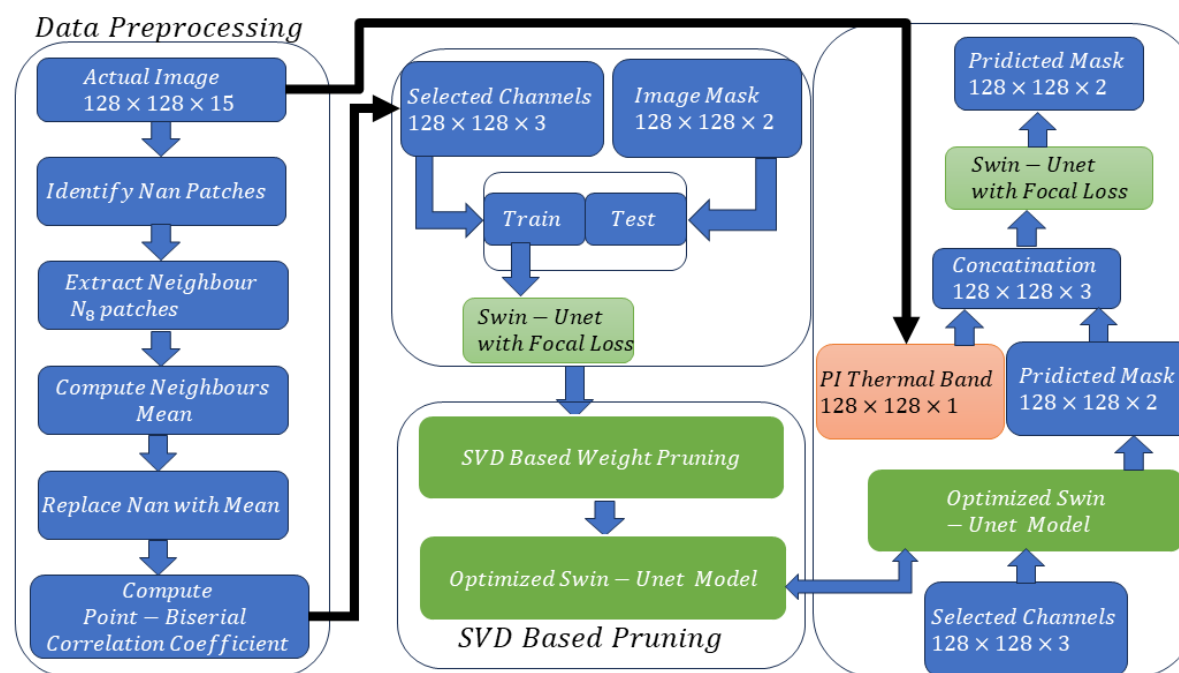 Data Preprocessing
Actual Image
128 × 128 × 15
Identify Nan Patches
Extract Neighbour
N₈ patches
Compute Neighbours
Mean
Replace Nan with Mean
Compute
Point − Biserial
Correlation Coefficient
Selected Channels
128 × 128 × 3
Image Mask
128 × 128 × 2
Train
Test
Swin − Unet
with Focal Loss
SVD Based Weight Pruning
Optimized Swin − Unet Model
SVD Based Pruning
Pridicted Mask
128 × 128 × 2
Swin − Unet
with Focal Loss
Concatination
128 × 128 × 3
PI Thermal Band
128 × 128 × 1
Pridicted Mask
128 × 128 × 2
Optimized Swin
− Unet Model
Selected Channels
128 × 128 × 3